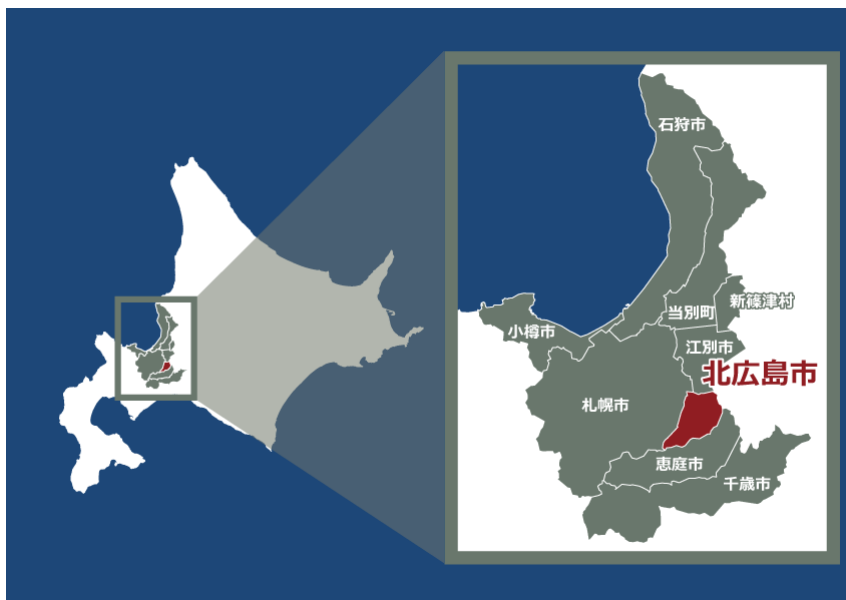 石狩市
当別町
新篠津村
小樽市
江別市
北広島市
札幌市
恵庭市
千歳市